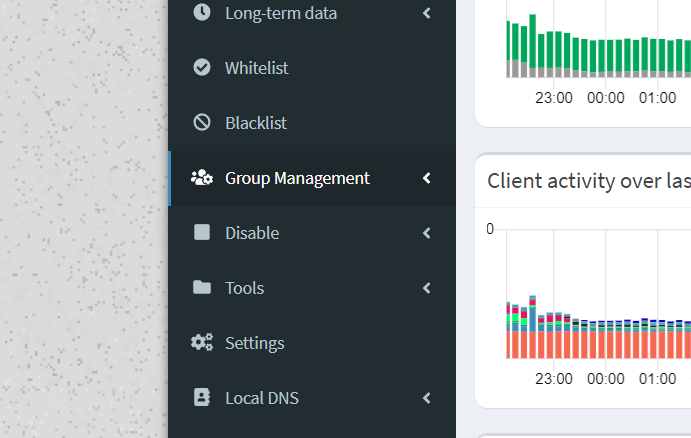 Long-term data
Whitelist
Blacklist
Group Management
Disable
Tools
Settings
Local DNS
23:00 00:00 01:00
Client activity over las
0
23:00 00:00 01:00